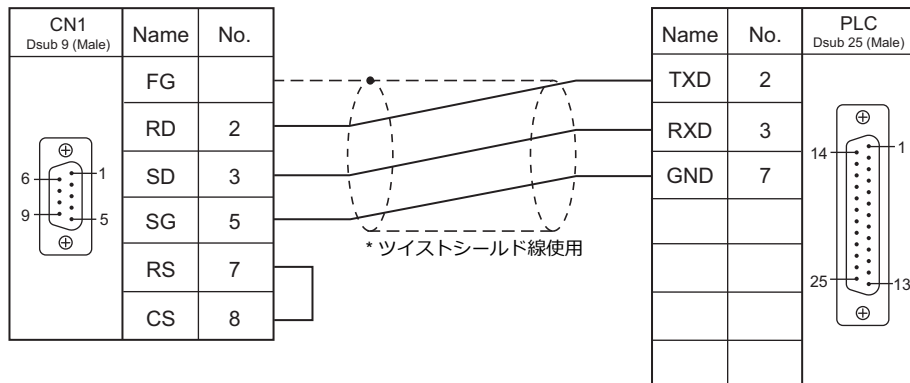 CN1
Dsub 9 (Male)
Name No.
FG
RD 2
SD 3
SG 5
RS 7
CS 8
6
1
9
5
* ツイストシールド線使用
Name No.
PLC
Dsub 25 (Male)
TXD 2
RXD 3
GND 7
14
1
25
13